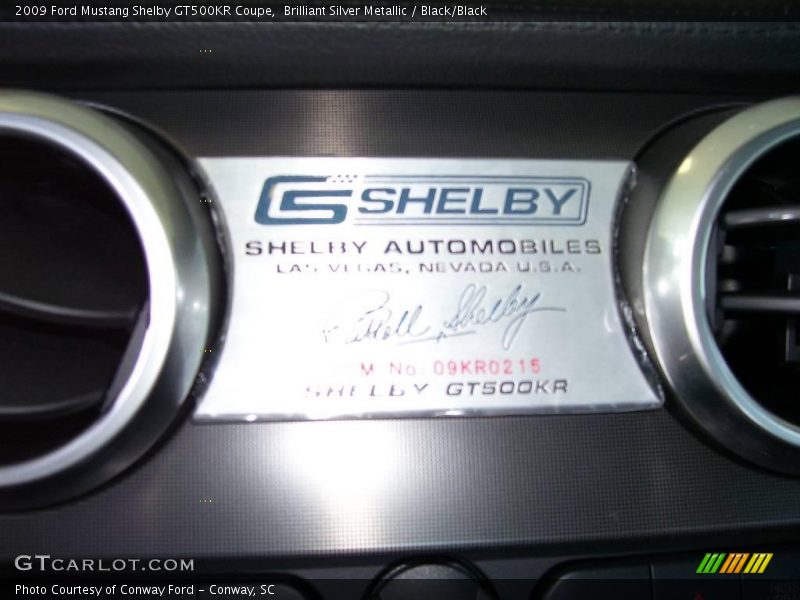 2009 Ford Mustang Shelby GT500KR Coupe,  Brilliant Silver Metallic / Black/Black
GS SHELBY
SHELBY AUTOMOBILES
LAS VEGAS, NEVADA U.S.A.
Carroll Shelby
M No. 09KR0215
SHELBY GT500KR
GTCARLOT.COM
Photo Courtesy of Conway Ford - Conway, SC